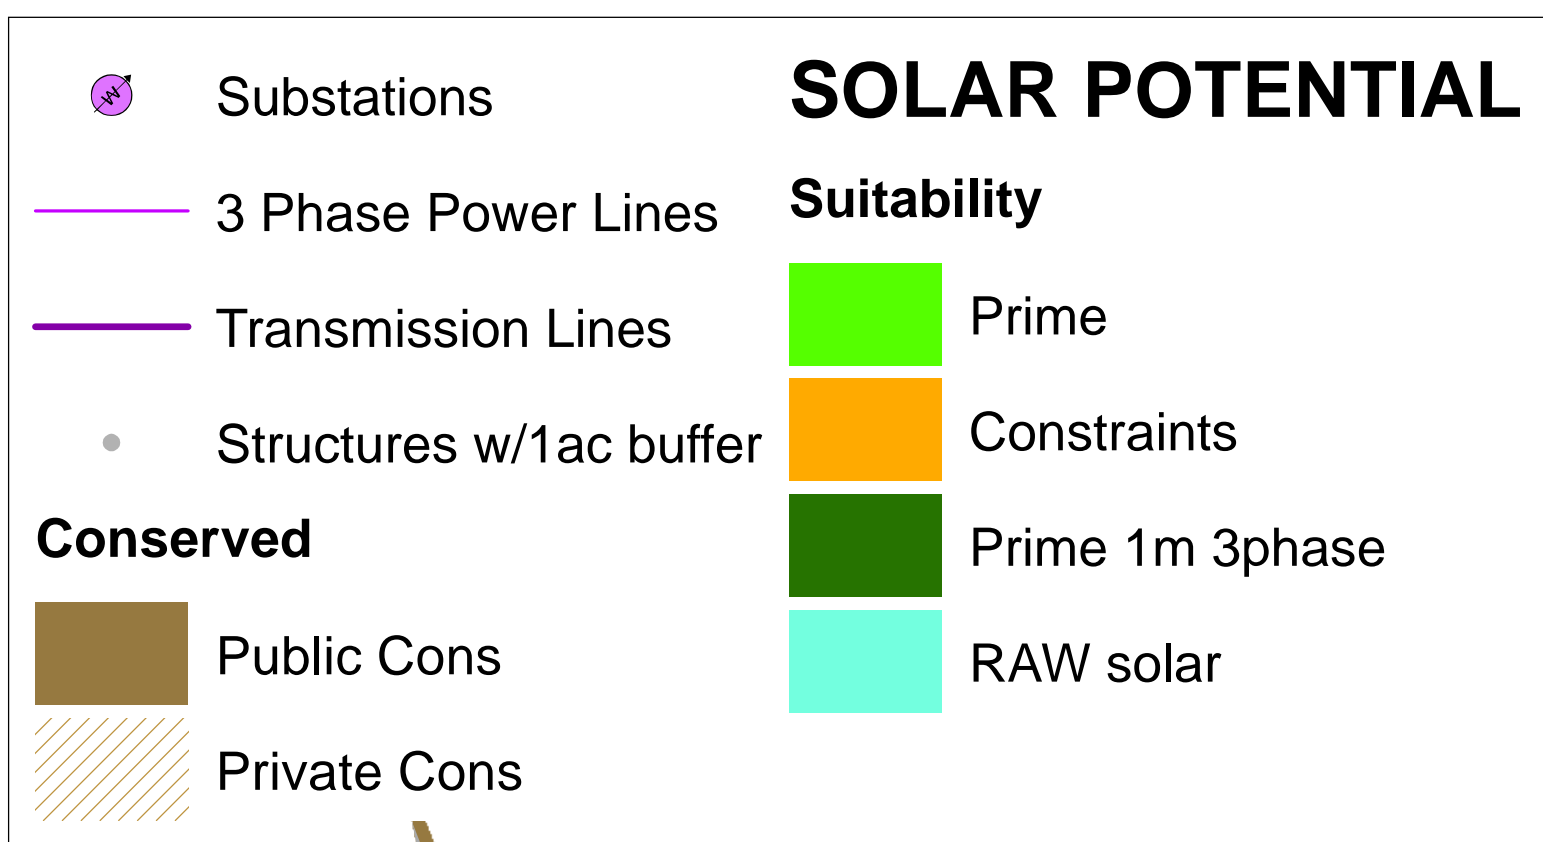 Substations
3 Phase Power Lines
Transmission Lines
Structures w/1ac buffer
Conserved
Public Cons
Private Cons
SOLAR POTENTIAL
Suitability
Prime
Constraints
Prime 1m 3phase
RAW solar